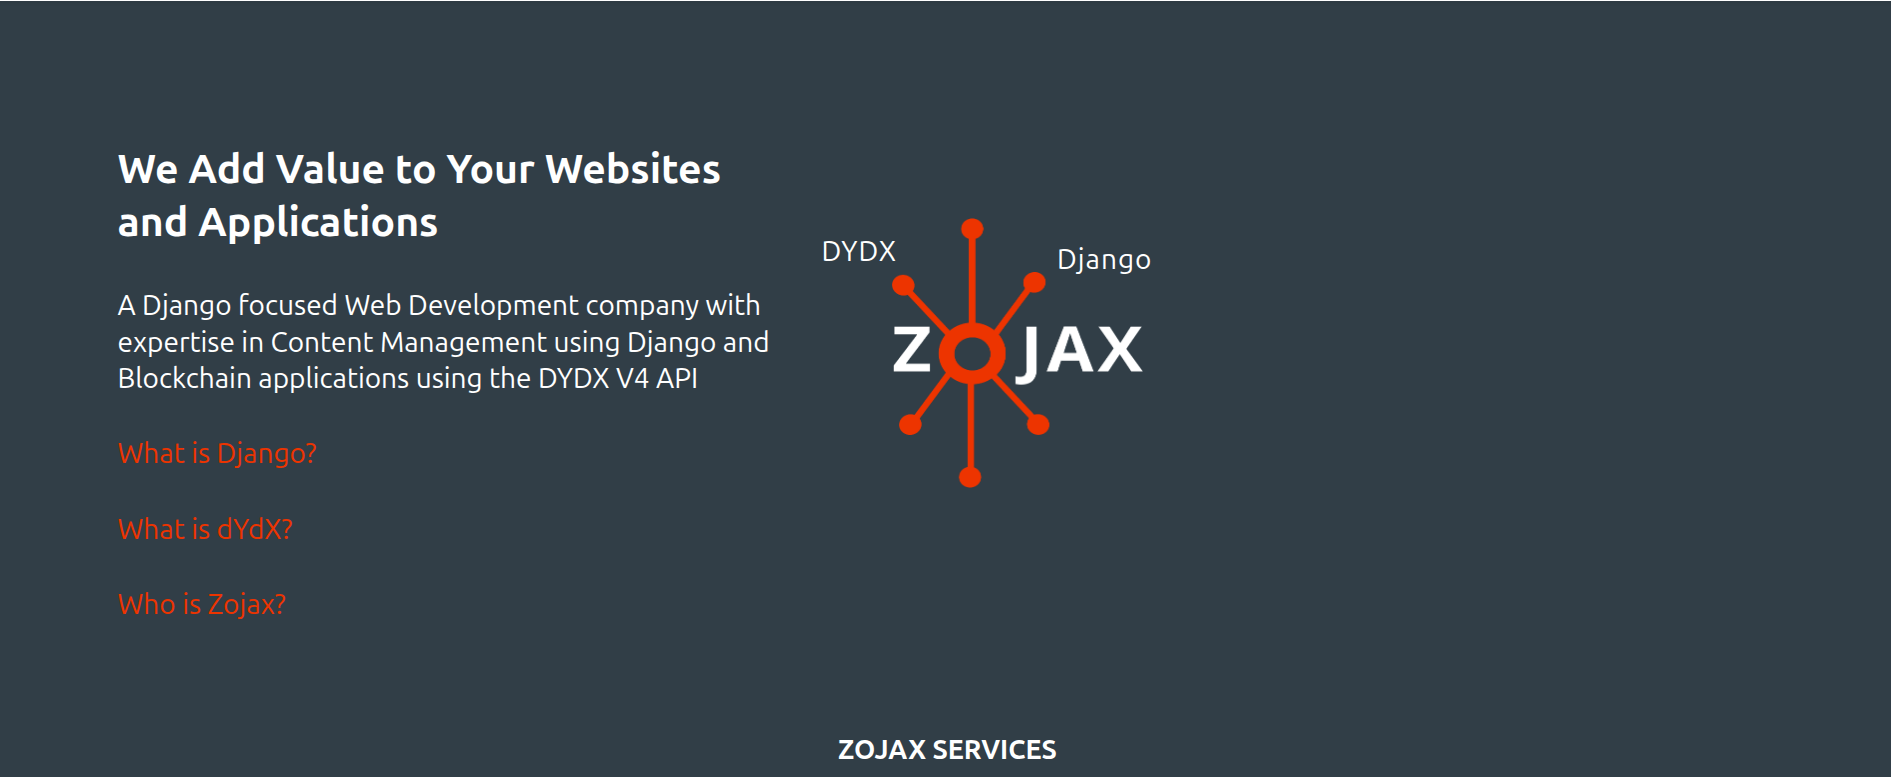 We Add Value to Your Websites
and Applications
A Django focused Web Development company with
expertise in Content Management using Django and
Blockchain applications using the DYDX V4 API
What is Django?
What is dYdX?
Who is Zojax?
DYDX
Django
ZOJAX
ZOJAX SERVICES